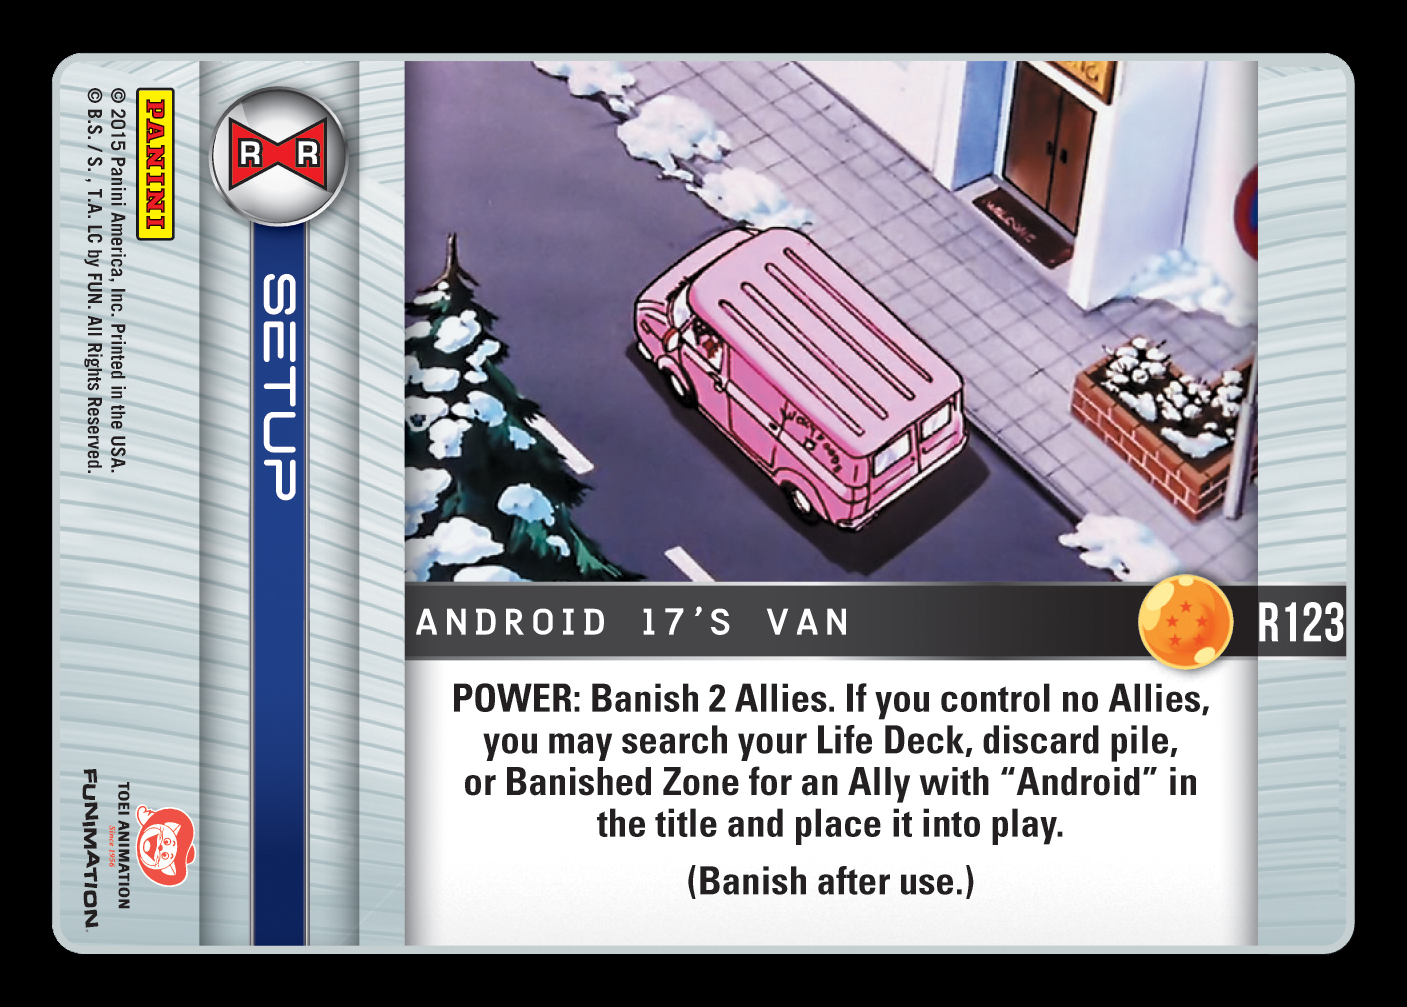 PANINI
© 2015 Panini America, Inc. Printed in the USA.
© B.S. / S. , T.A. LC by FUN. All Rights Reserved.
R R
SETUP
WELCOME
ANDROID 17’S VAN
R123
POWER: Banish 2 Allies. If you control no Allies,
you may search your Life Deck, discard pile,
or Banished Zone for an Ally with “Android” in
the title and place it into play.
(Banish after use.)
TOEI ANIMATION
Since 1956
FUNIMATION